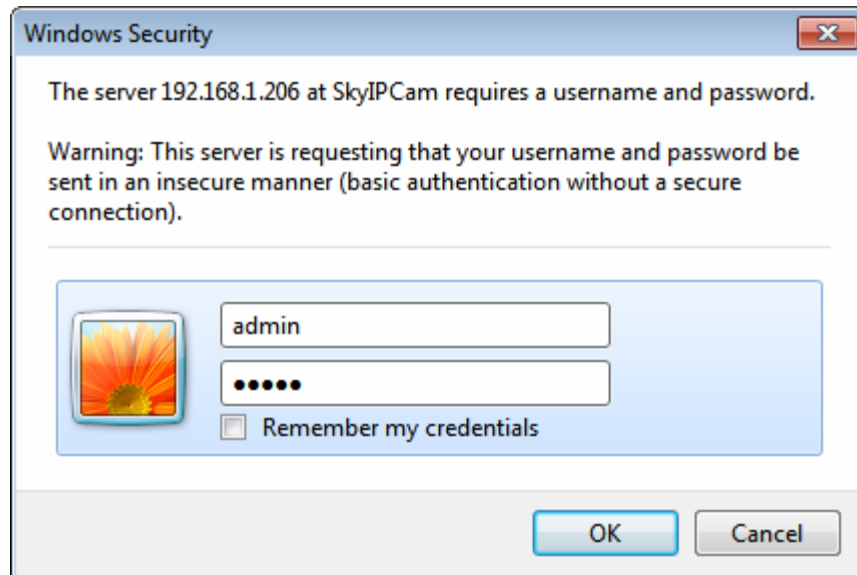 Windows Security
The server 192.168.1.206 at SkyIPCam requires a username and password.
Warning: This server is requesting that your username and password be
sent in an insecure manner (basic authentication without a secure
connection).
admin
●●●●●
Remember my credentials
OK
Cancel